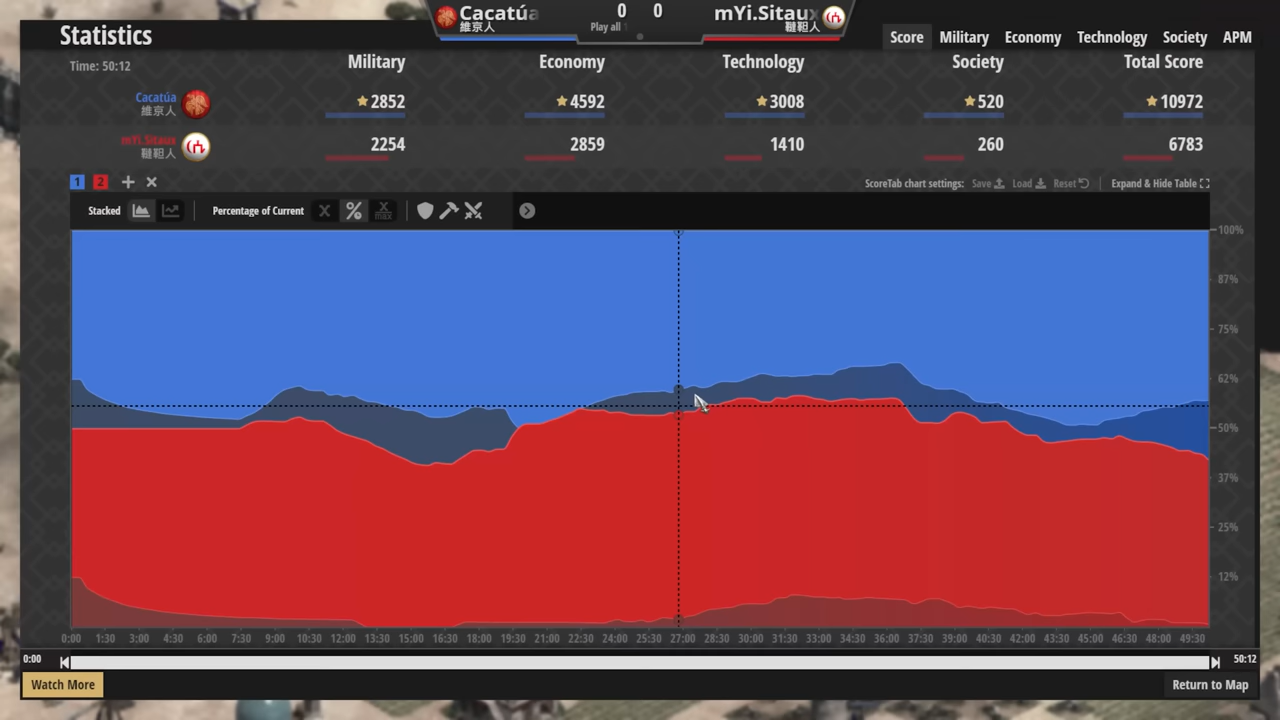 Cacatúa 0 0 mYi.Sitaux
維京人 Play all 韃靼人
Statistics
Score Military Economy Technology Society APM
Time: 50:12 Military Economy Technology Society Total Score
Cacatúa 2852 4592 3008 520 10972
維京人
mYi.Sitaux 2254 2859 1410 260 6783
韃靼人
1 2 ScoreTab chart settings: Save Load Reset Expand & Hide Table
Stacked Percentage of Current X % X max
100%
87%
75%
62%
50%
37%
25%
12%
0:00 1:30 3:00 4:30 6:00 7:30 9:00 10:30 12:00 13:30 15:00 16:30 18:00 19:30 21:00 22:30 24:00 25:30 27:00 28:30 30:00 31:30 33:00 34:30 36:00 37:30 39:00 40:30 42:00 43:30 45:00 46:30 48:00 49:30
0:00 50:12
Watch More Return to Map